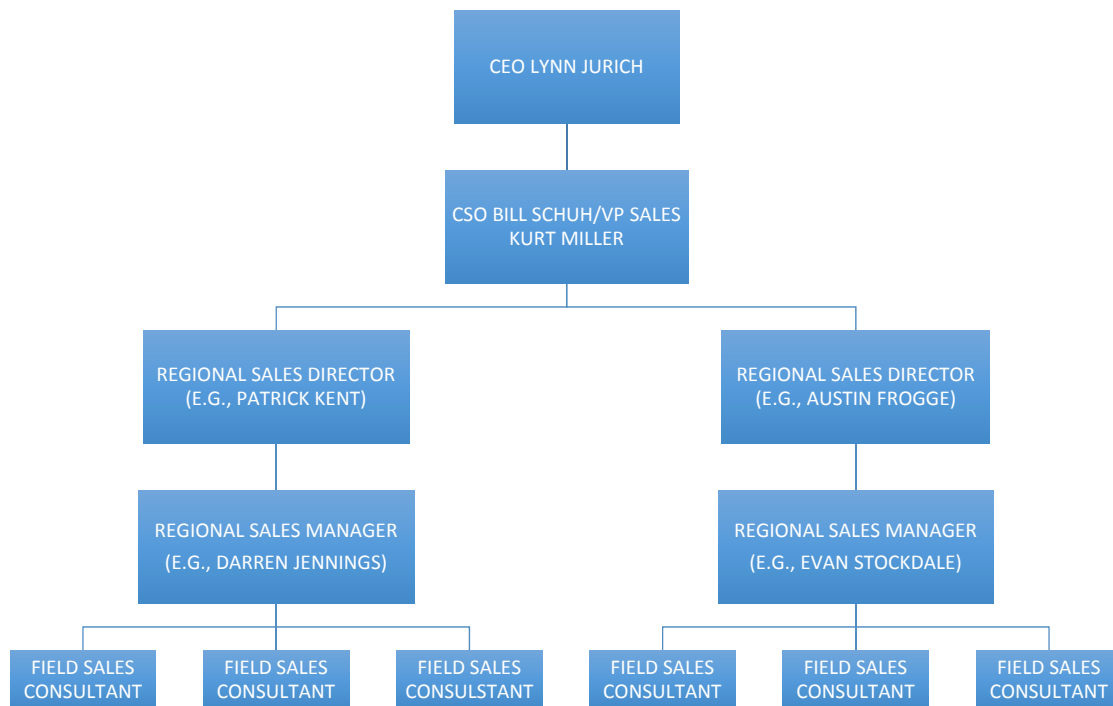 CEO LYNN JURICH
CSO BILL SCHUH/VP SALES
KURT MILLER
REGIONAL SALES DIRECTOR
(E.G., PATRICK KENT)
REGIONAL SALES DIRECTOR
(E.G., AUSTIN FROGGE)
REGIONAL SALES MANAGER
(E.G., DARREN JENNINGS)
REGIONAL SALES MANAGER
(E.G., EVAN STOCKDALE)
FIELD SALES
CONSULTANT
FIELD SALES
CONSULTANT
FIELD SALES
CONSULSTANT
FIELD SALES
CONSULTANT
FIELD SALES
CONSULTANT
FIELD SALES
CONSULTANT